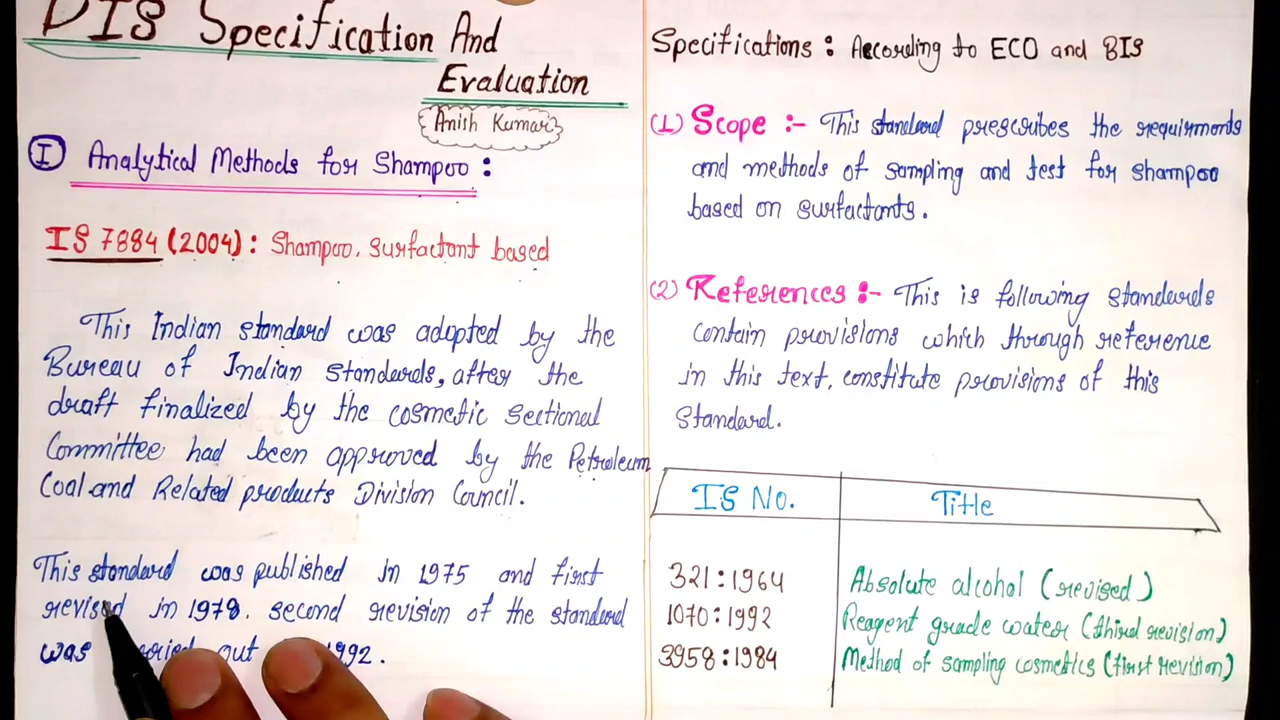 BIS Specification And
Evaluation
Anish Kumar
I Analytical Methods for Shampoo:
IS 7884 (2004): Shampoo, surfactant based
This Indian standard was adopted by the
Bureau of Indian Standards, after the
draft finalized by the cosmetic sectional
Committee, had been approved by the Petroleum
Coal and Related products Division Council.
This standard was published in 1975 and first
revised in 1978. second revision of the standard
was out 1992.
Specifications: According to ECO and BIS
(1) Scope :- This standard prescribes the requirments
and methods of sampling and test for shampoo
based on surfactants.
(2) References :- This is following standards
contain provisions which through reference
in this text, constitute provisions of this
Standard.
IS No. Title
321:1964 Absolute alcohol (revised)
1070:1992 Reagent grade water (third revision)
3958:1984 Method of sampling cosmetics (first revision)